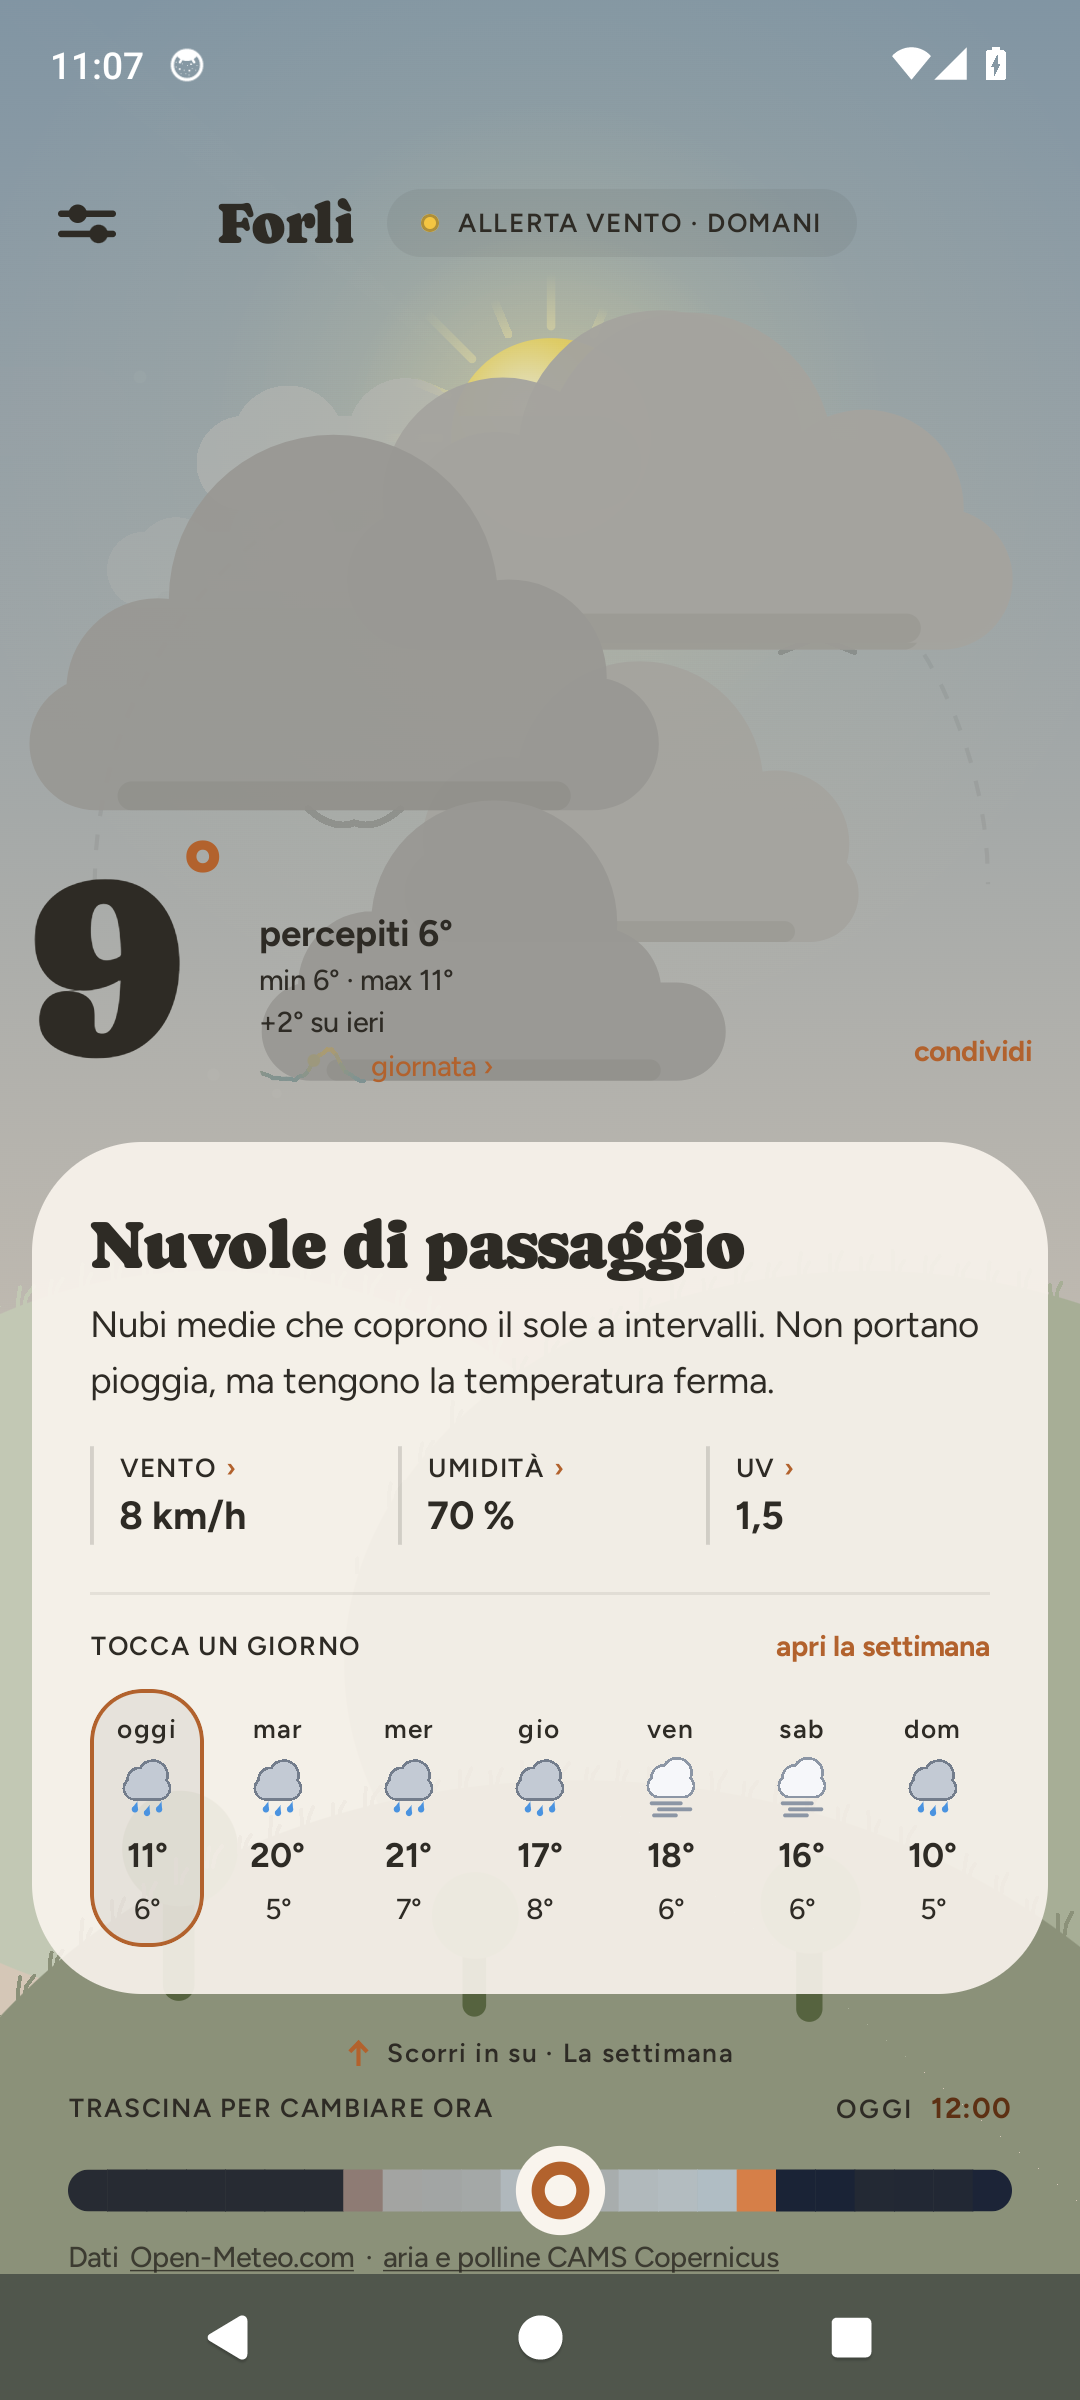 11:07
Forlì
ALLERTA VENTO · DOMANI
9°
percepiti 6°
min 6° · max 11°
+2° su ieri
giornata ›
condividi
Nuvole di passaggio
Nubi medie che coprono il sole a intervalli. Non portano
pioggia, ma tengono la temperatura ferma.
VENTO › UMIDITÀ › UV ›
8 km/h 70 % 1,5
TOCCA UN GIORNO apri la settimana
oggi mar mer gio ven sab dom
11° 20° 21° 17° 18° 16° 10°
6° 5° 7° 8° 6° 6° 5°
↑ Scorri in su · La settimana
TRASCINA PER CAMBIARE ORA OGGI 12:00
Dati Open-Meteo.com · aria e polline CAMS Copernicus